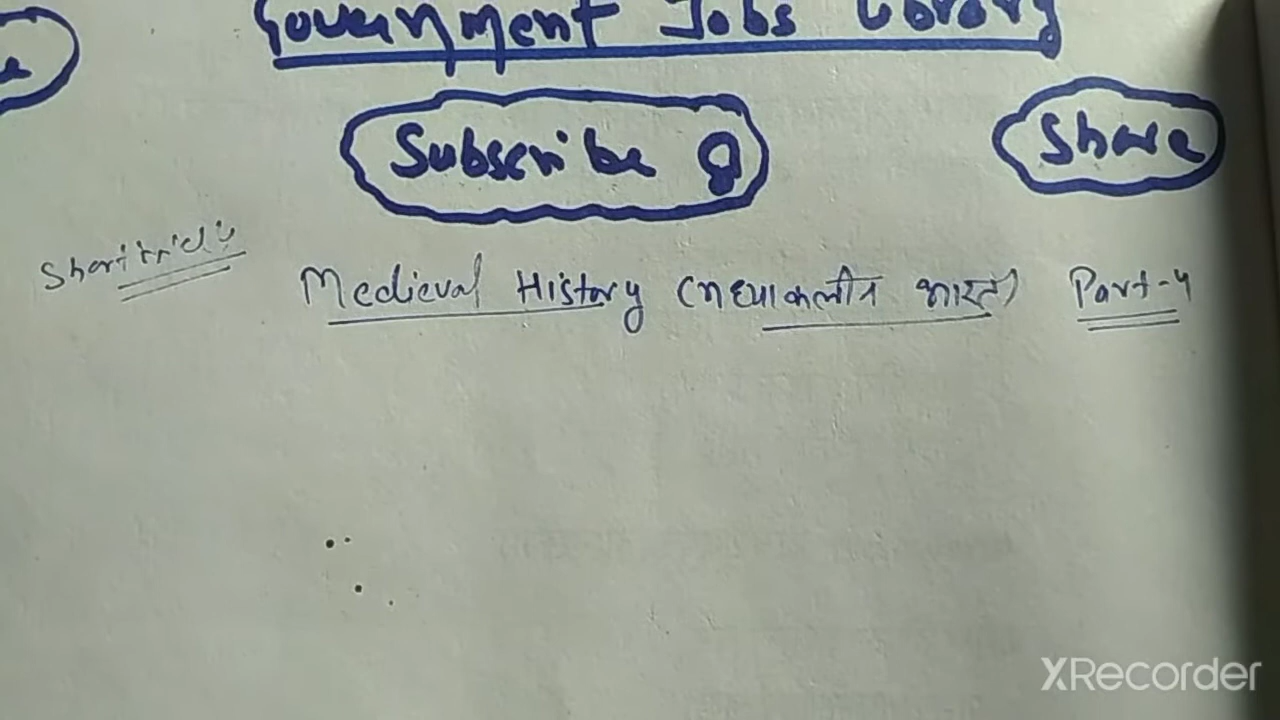 Government Jobs Library
Subscribe
Share
Short tricks
Medieval History (मध्यकालीन भारत) Part-4
XRecorder